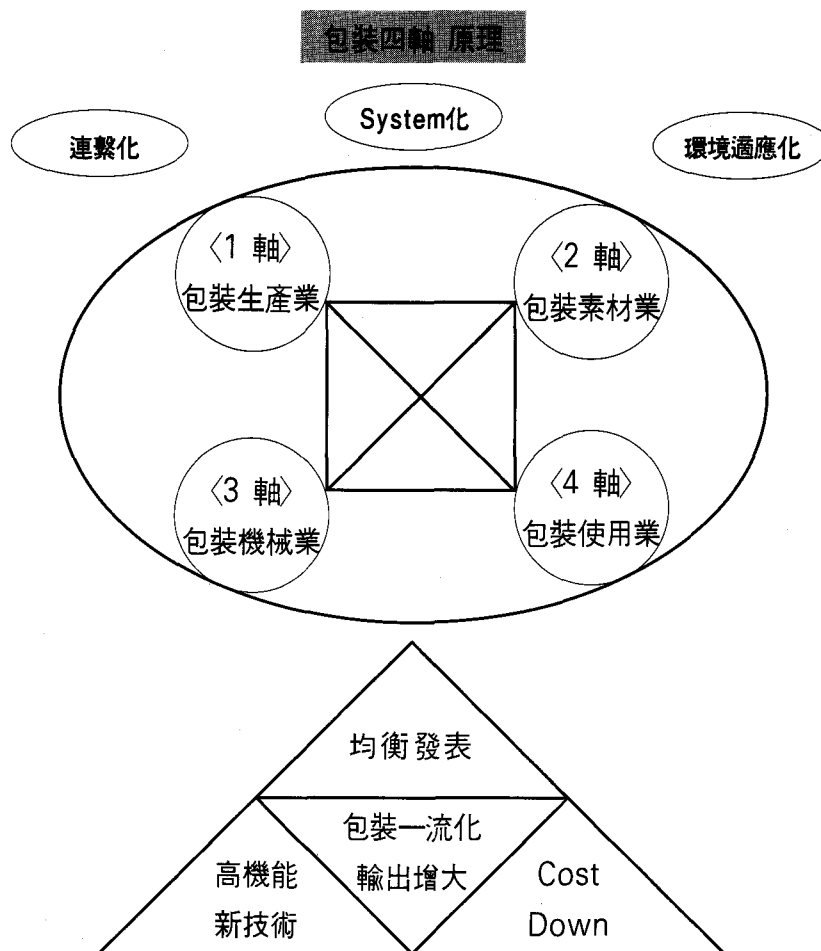 包裝四軸 原理
System化
連繫化
環境適應化
〈1 軸〉
包裝生產業
〈2 軸〉
包裝素材業
〈3 軸〉
包裝機械業
〈4 軸〉
包裝使用業
均衡發表
包裝一流化
輸出增大
高機能
新技術
Cost
Down